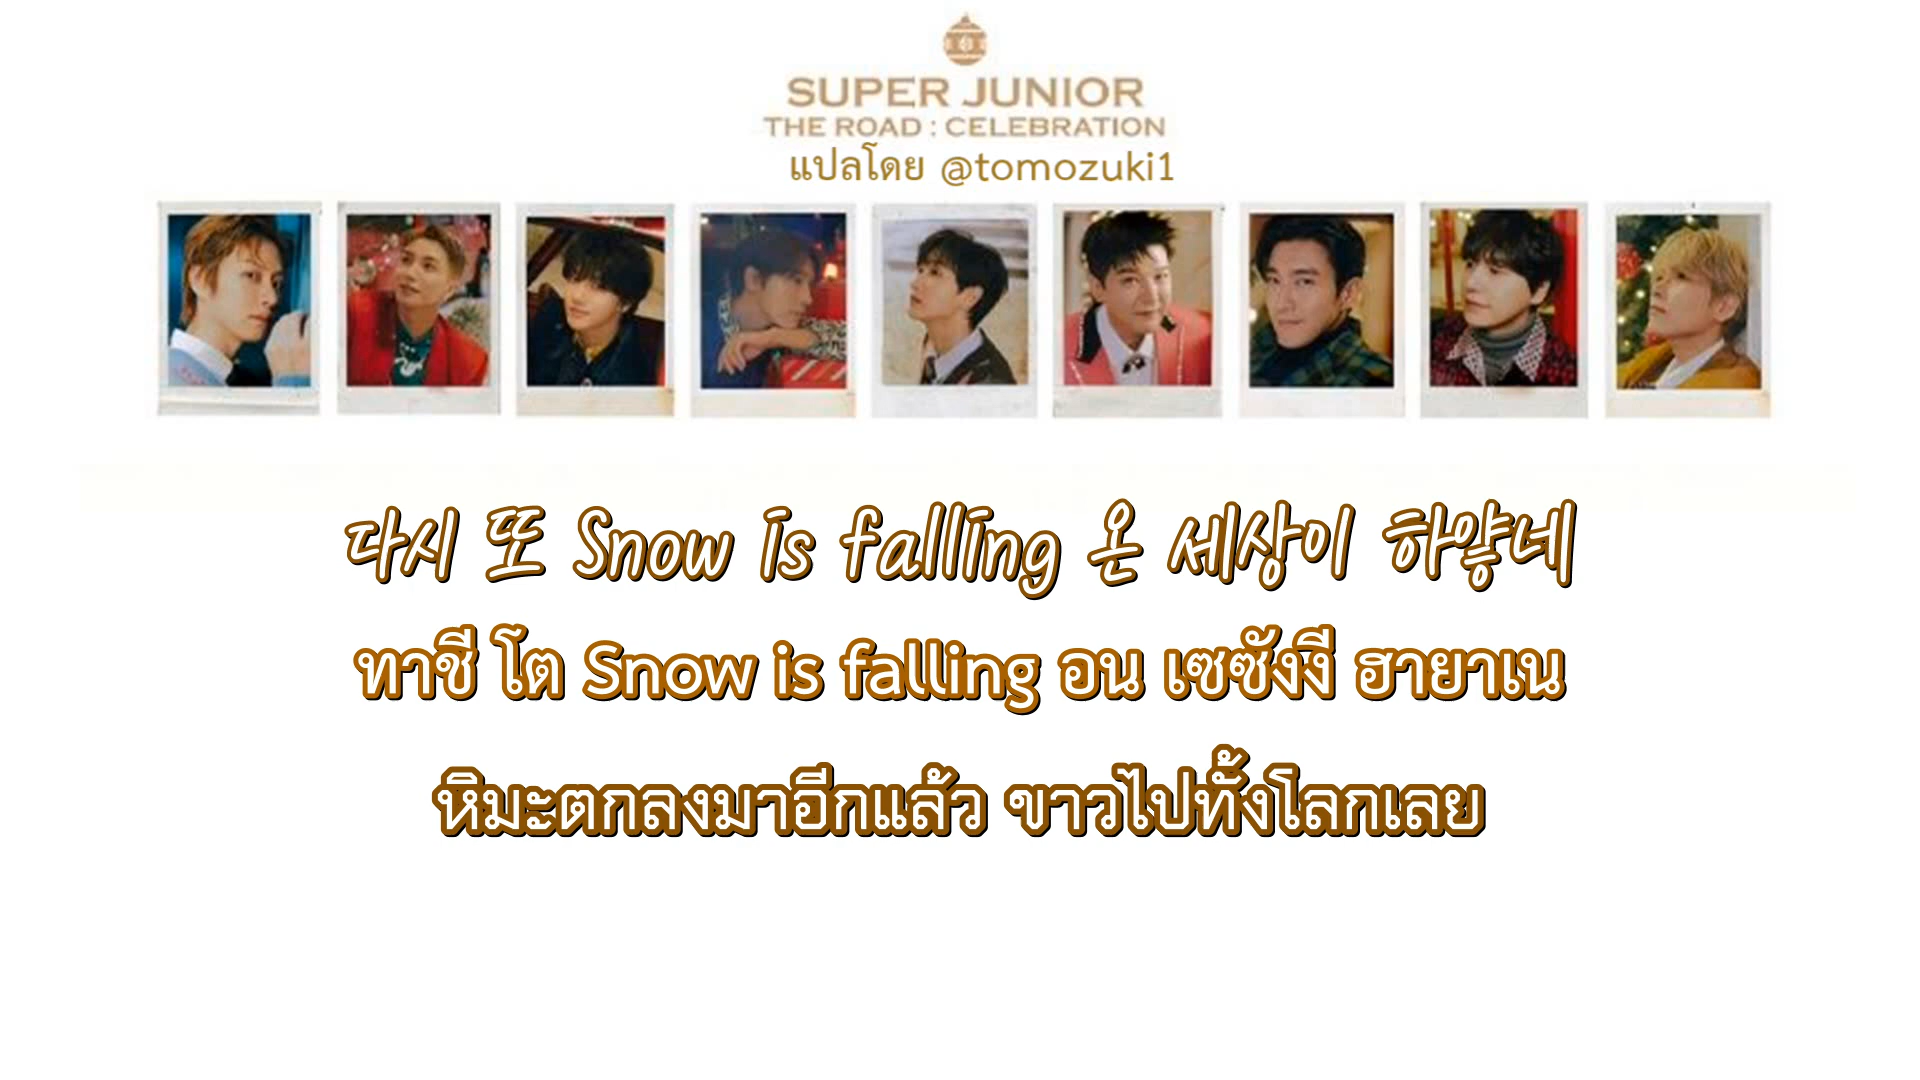 SUPER JUNIOR
THE ROAD : CELEBRATION
แปลโดย @tomozuki1
다시 또 Snow is falling 온 세상이 하얗네
ทาชี โต Snow is falling อน เซซังงี ฮายาเน
หิมะตกลงมาอีกแล้ว ขาวไปทั้งโลกเลย